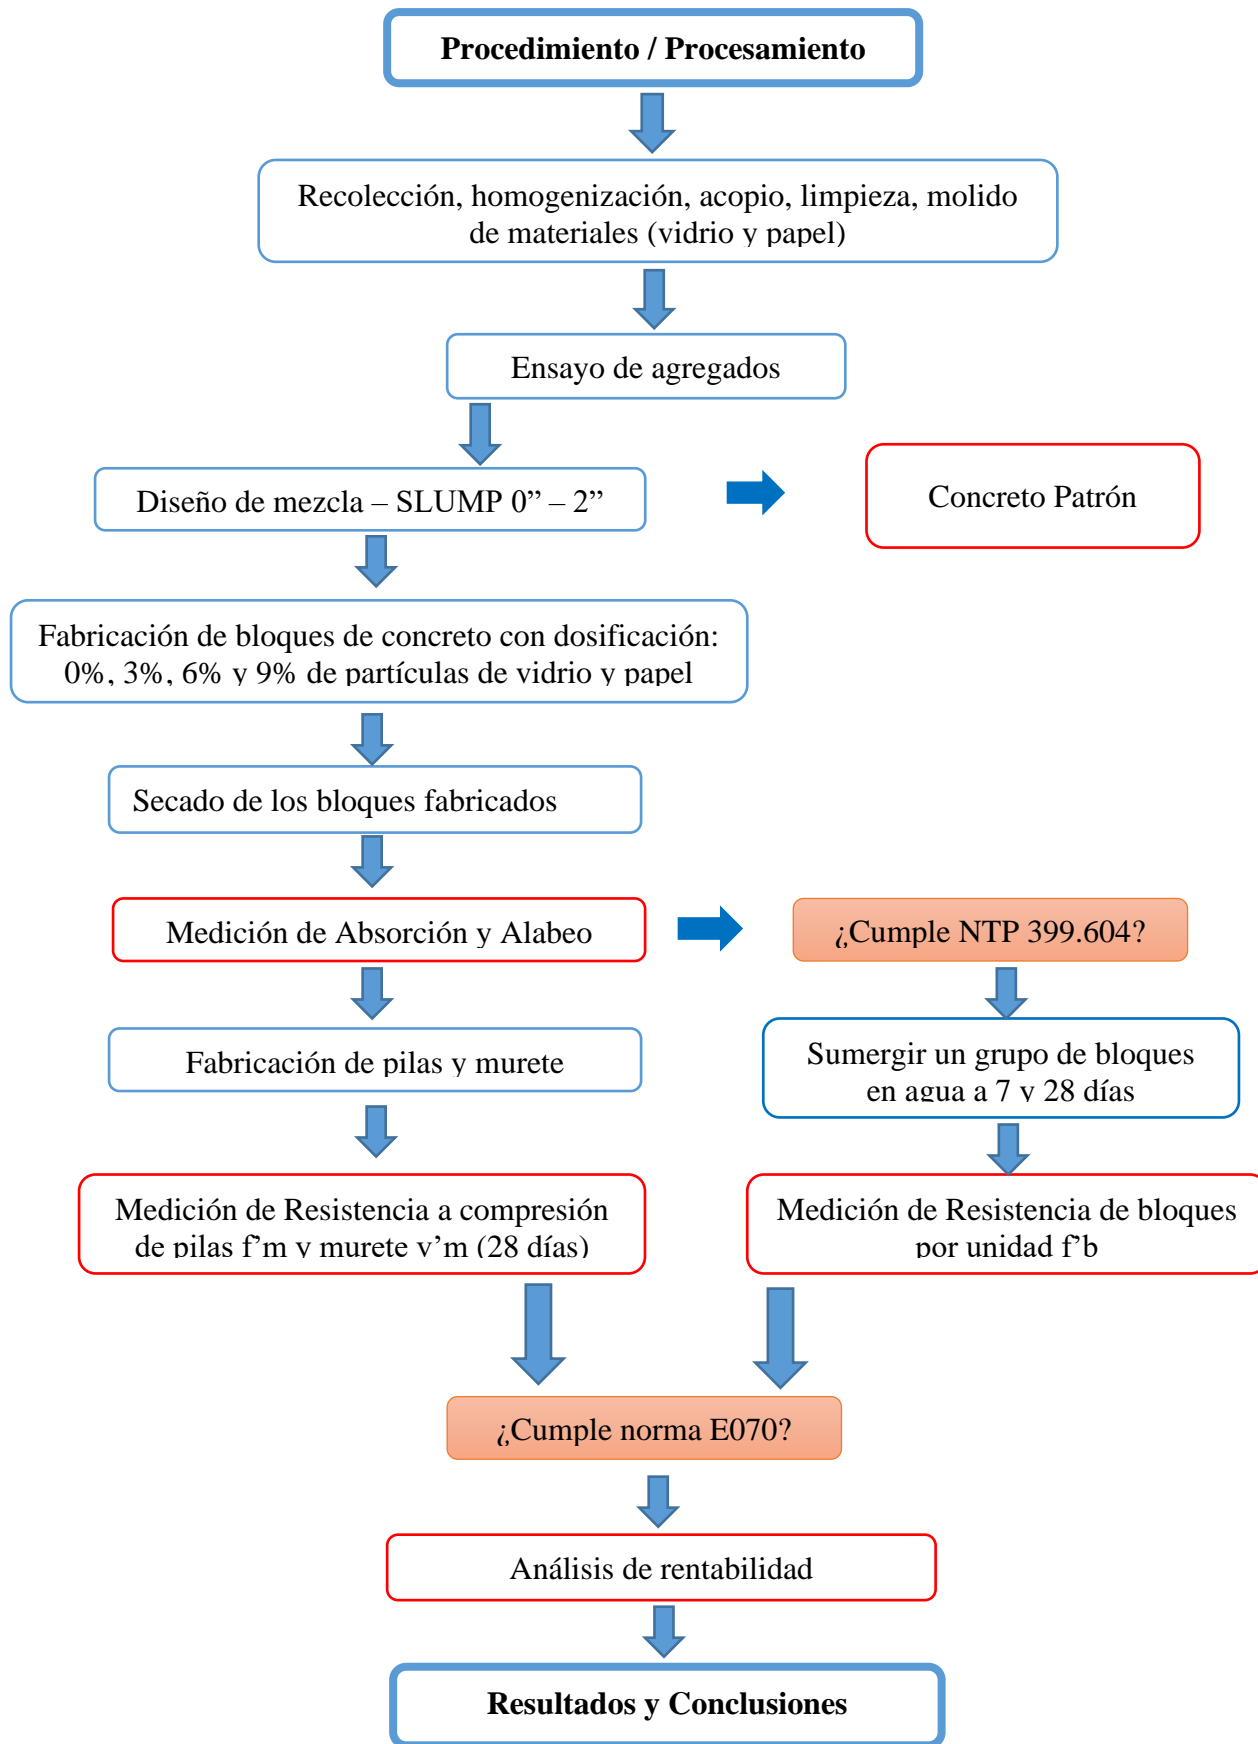 Procedimiento / Procesamiento
Recolección, homogenización, acopio, limpieza, molido
de materiales (vidrio y papel)
Ensayo de agregados
Diseño de mezcla – SLUMP 0” – 2”
Concreto Patrón
Fabricación de bloques de concreto con dosificación:
0%, 3%, 6% y 9% de partículas de vidrio y papel
Secado de los bloques fabricados
Medición de Absorción y Alabeo
¿Cumple NTP 399.604?
Fabricación de pilas y murete
Sumergir un grupo de bloques
en agua a 7 y 28 días
Medición de Resistencia a compresión
de pilas f’m y murete v’m (28 días)
Medición de Resistencia de bloques
por unidad f’b
¿Cumple norma E070?
Análisis de rentabilidad
Resultados y Conclusiones